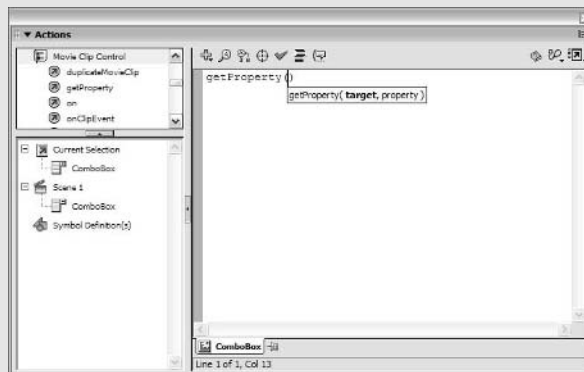 Actions
Movie Clip Control
duplicateMovieClip
getProperty
on
onClipEvent
Current Selection
ComboBox
Scene 1
ComboBox
Symbol Definition(s)
getProperty()
getProperty( target, property )
ComboBox
Line 1 of 1, Col 13